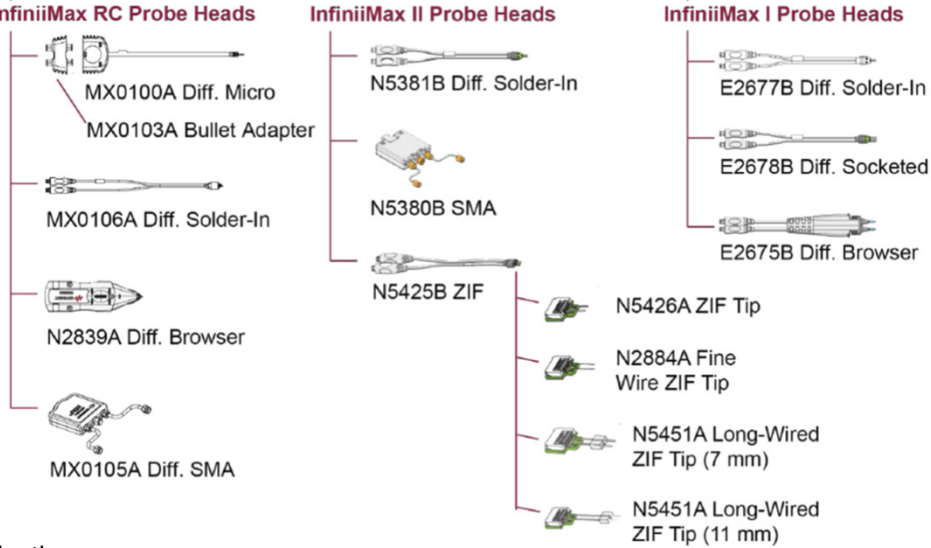 nfiniiMax RC Probe Heads
MX0100A Diff. Micro
MX0103A Bullet Adapter
MX0106A Diff. Solder-In
N2839A Diff. Browser
MX0105A Diff. SMA
InfiniiMax II Probe Heads
N5381B Diff. Solder-In
N5380B SMA
N5425B ZIF
N5426A ZIF Tip
N2884A Fine
Wire ZIF Tip
N5451A Long-Wired
ZIF Tip (7 mm)
N5451A Long-Wired
ZIF Tip (11 mm)
InfiniiMax I Probe Heads
E2677B Diff. Solder-In
E2678B Diff. Socketed
E2675B Diff. Browser